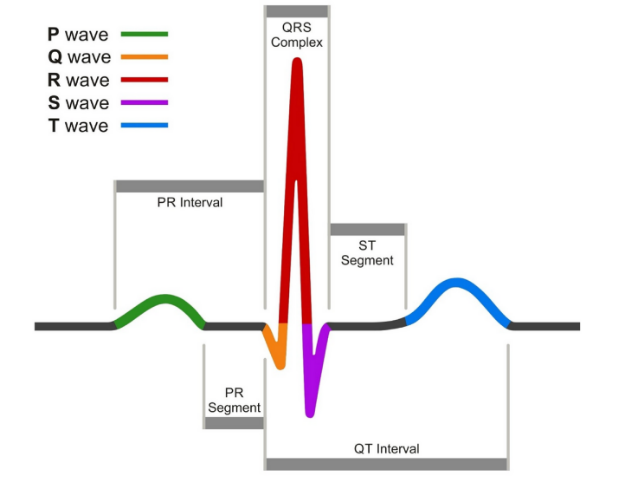 P wave
Q wave
R wave
S wave
T wave
QRS
Complex
PR Interval
ST
Segment
PR
Segment
QT Interval